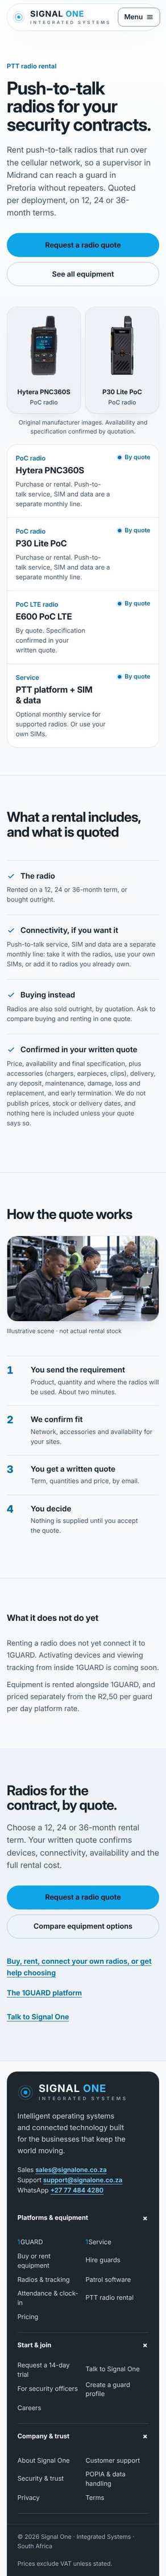 SIGNAL ONE
INTEGRATED SYSTEMS
Menu
PTT radio rental
Push-to-talk
radios for your
security contracts.
Rent push-to-talk radios that run over
the cellular network, so a supervisor in
Midrand can reach a guard in
Pretoria without repeaters. Quoted
per deployment, on 12, 24 or 36-
month terms.
Request a radio quote
See all equipment
Hytera PNC360S
PoC radio
P30 Lite PoC
PoC radio
Original manufacturer images. Availability and
specification confirmed by quotation.
PoC radio
By quote
Hytera PNC360S
Purchase or rental. Push-to-
talk service, SIM and data are a
separate monthly line.
PoC radio
By quote
P30 Lite PoC
Purchase or rental. Push-to-
talk service, SIM and data are a
separate monthly line.
PoC LTE radio
By quote
E600 PoC LTE
By quote. Specification
confirmed in your
written quote.
Service
By quote
PTT platform + SIM
& data
Optional monthly service for
supported radios. Or use your
own SIMs.
What a rental includes,
and what is quoted
The radio
Rented on a 12, 24 or 36-month term, or
bought outright.
Connectivity, if you want it
Push-to-talk service, SIM and data are a separate
monthly line: take it with the radios, use your own
SIMs, or add it to radios you already own.
Buying instead
Radios are also sold outright, by quotation. Ask to
compare buying and renting in one quote.
Confirmed in your written quote
Price, availability and final specification, plus
accessories (chargers, earpieces, clips), delivery,
any deposit, maintenance, damage, loss and
replacement, and early termination. We do not
publish prices, stock or delivery dates, and
nothing here is included unless your quote
says so.
How the quote works
Illustrative scene · not actual rental stock
1
You send the requirement
Product, quantity and where the radios will
be used. About two minutes.
2
We confirm fit
Network, accessories and availability for
your sites.
3
You get a written quote
Term, quantities and price, by email.
4
You decide
Nothing is supplied until you accept
the quote.
What it does not do yet
Renting a radio does not yet connect it to
1GUARD. Activating devices and viewing
tracking from inside 1GUARD is coming soon.
Equipment is rented alongside 1GUARD, and
priced separately from the R2,50 per guard
per day platform rate.
Radios for the
contract, by quote.
Choose a 12, 24 or 36-month rental
term. Your written quote confirms
devices, connectivity, availability and the
full rental cost.
Request a radio quote
Compare equipment options
Buy, rent, connect your own radios, or get
help choosing
The 1GUARD platform
Talk to Signal One
SIGNAL ONE
INTEGRATED SYSTEMS
Intelligent operating systems
and connected technology built
for the businesses that keep the
world moving.
Sales sales@signalone.co.za
Support support@signalone.co.za
WhatsApp +27 77 484 4280
Platforms & equipment
1GUARD
1Service
Buy or rent
equipment
Hire guards
Radios & tracking
Patrol software
Attendance & clock-
in
PTT radio rental
Pricing
Start & join
Request a 14-day
trial
Talk to Signal One
For security officers
Create a guard
profile
Careers
Company & trust
About Signal One
Customer support
Security & trust
POPIA & data
handling
Privacy
Terms
© 2026 Signal One · Integrated Systems ·
South Africa
Prices exclude VAT unless stated.